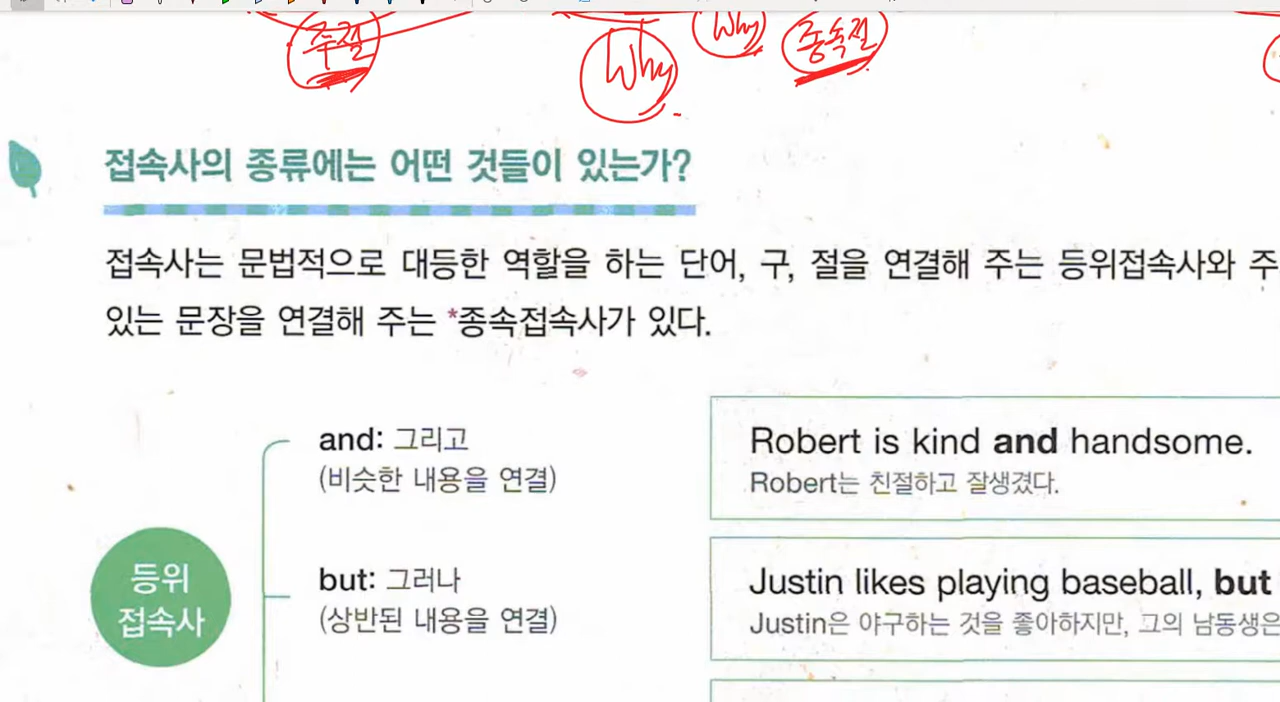 주절
Why
Why
종속절
접속사의 종류에는 어떤 것들이 있는가?
접속사는 문법적으로 대등한 역할을 하는 단어, 구, 절을 연결해 주는 등위접속사와 주
있는 문장을 연결해 주는 *종속접속사가 있다.
등위
접속사
and: 그리고
(비슷한 내용을 연결)
Robert is kind and handsome.
Robert는 친절하고 잘생겼다.
but: 그러나
(상반된 내용을 연결)
Justin likes playing baseball, but
Justin은 야구하는 것을 좋아하지만, 그의 남동생은